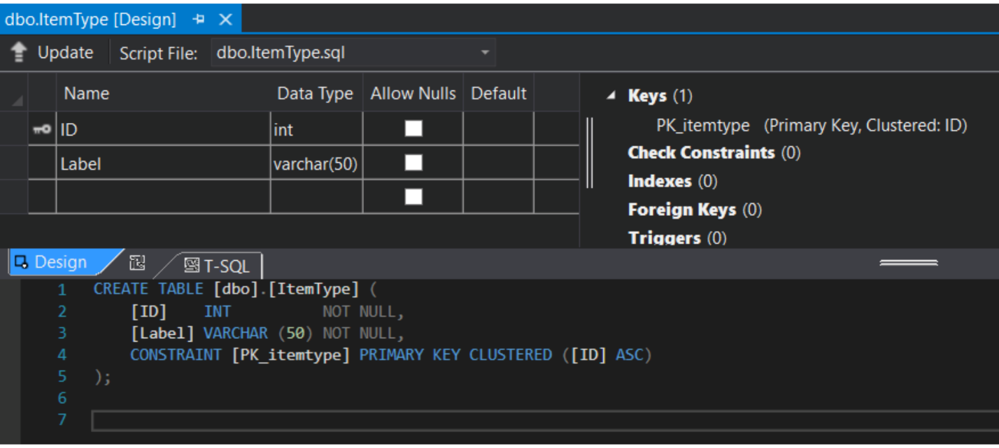 dbo.ItemType [Design]
Update Script File: dbo.ItemType.sql
Name Data Type Allow Nulls Default
ID int
Label varchar(50)
Keys (1)
PK_itemtype (Primary Key, Clustered: ID)
Check Constraints (0)
Indexes (0)
Foreign Keys (0)
Triggers (0)
Design T-SQL
1 CREATE TABLE [dbo].[ItemType] (
2 [ID] INT NOT NULL,
3 [Label] VARCHAR (50) NOT NULL,
4 CONSTRAINT [PK_itemtype] PRIMARY KEY CLUSTERED ([ID] ASC)
5 );
6
7